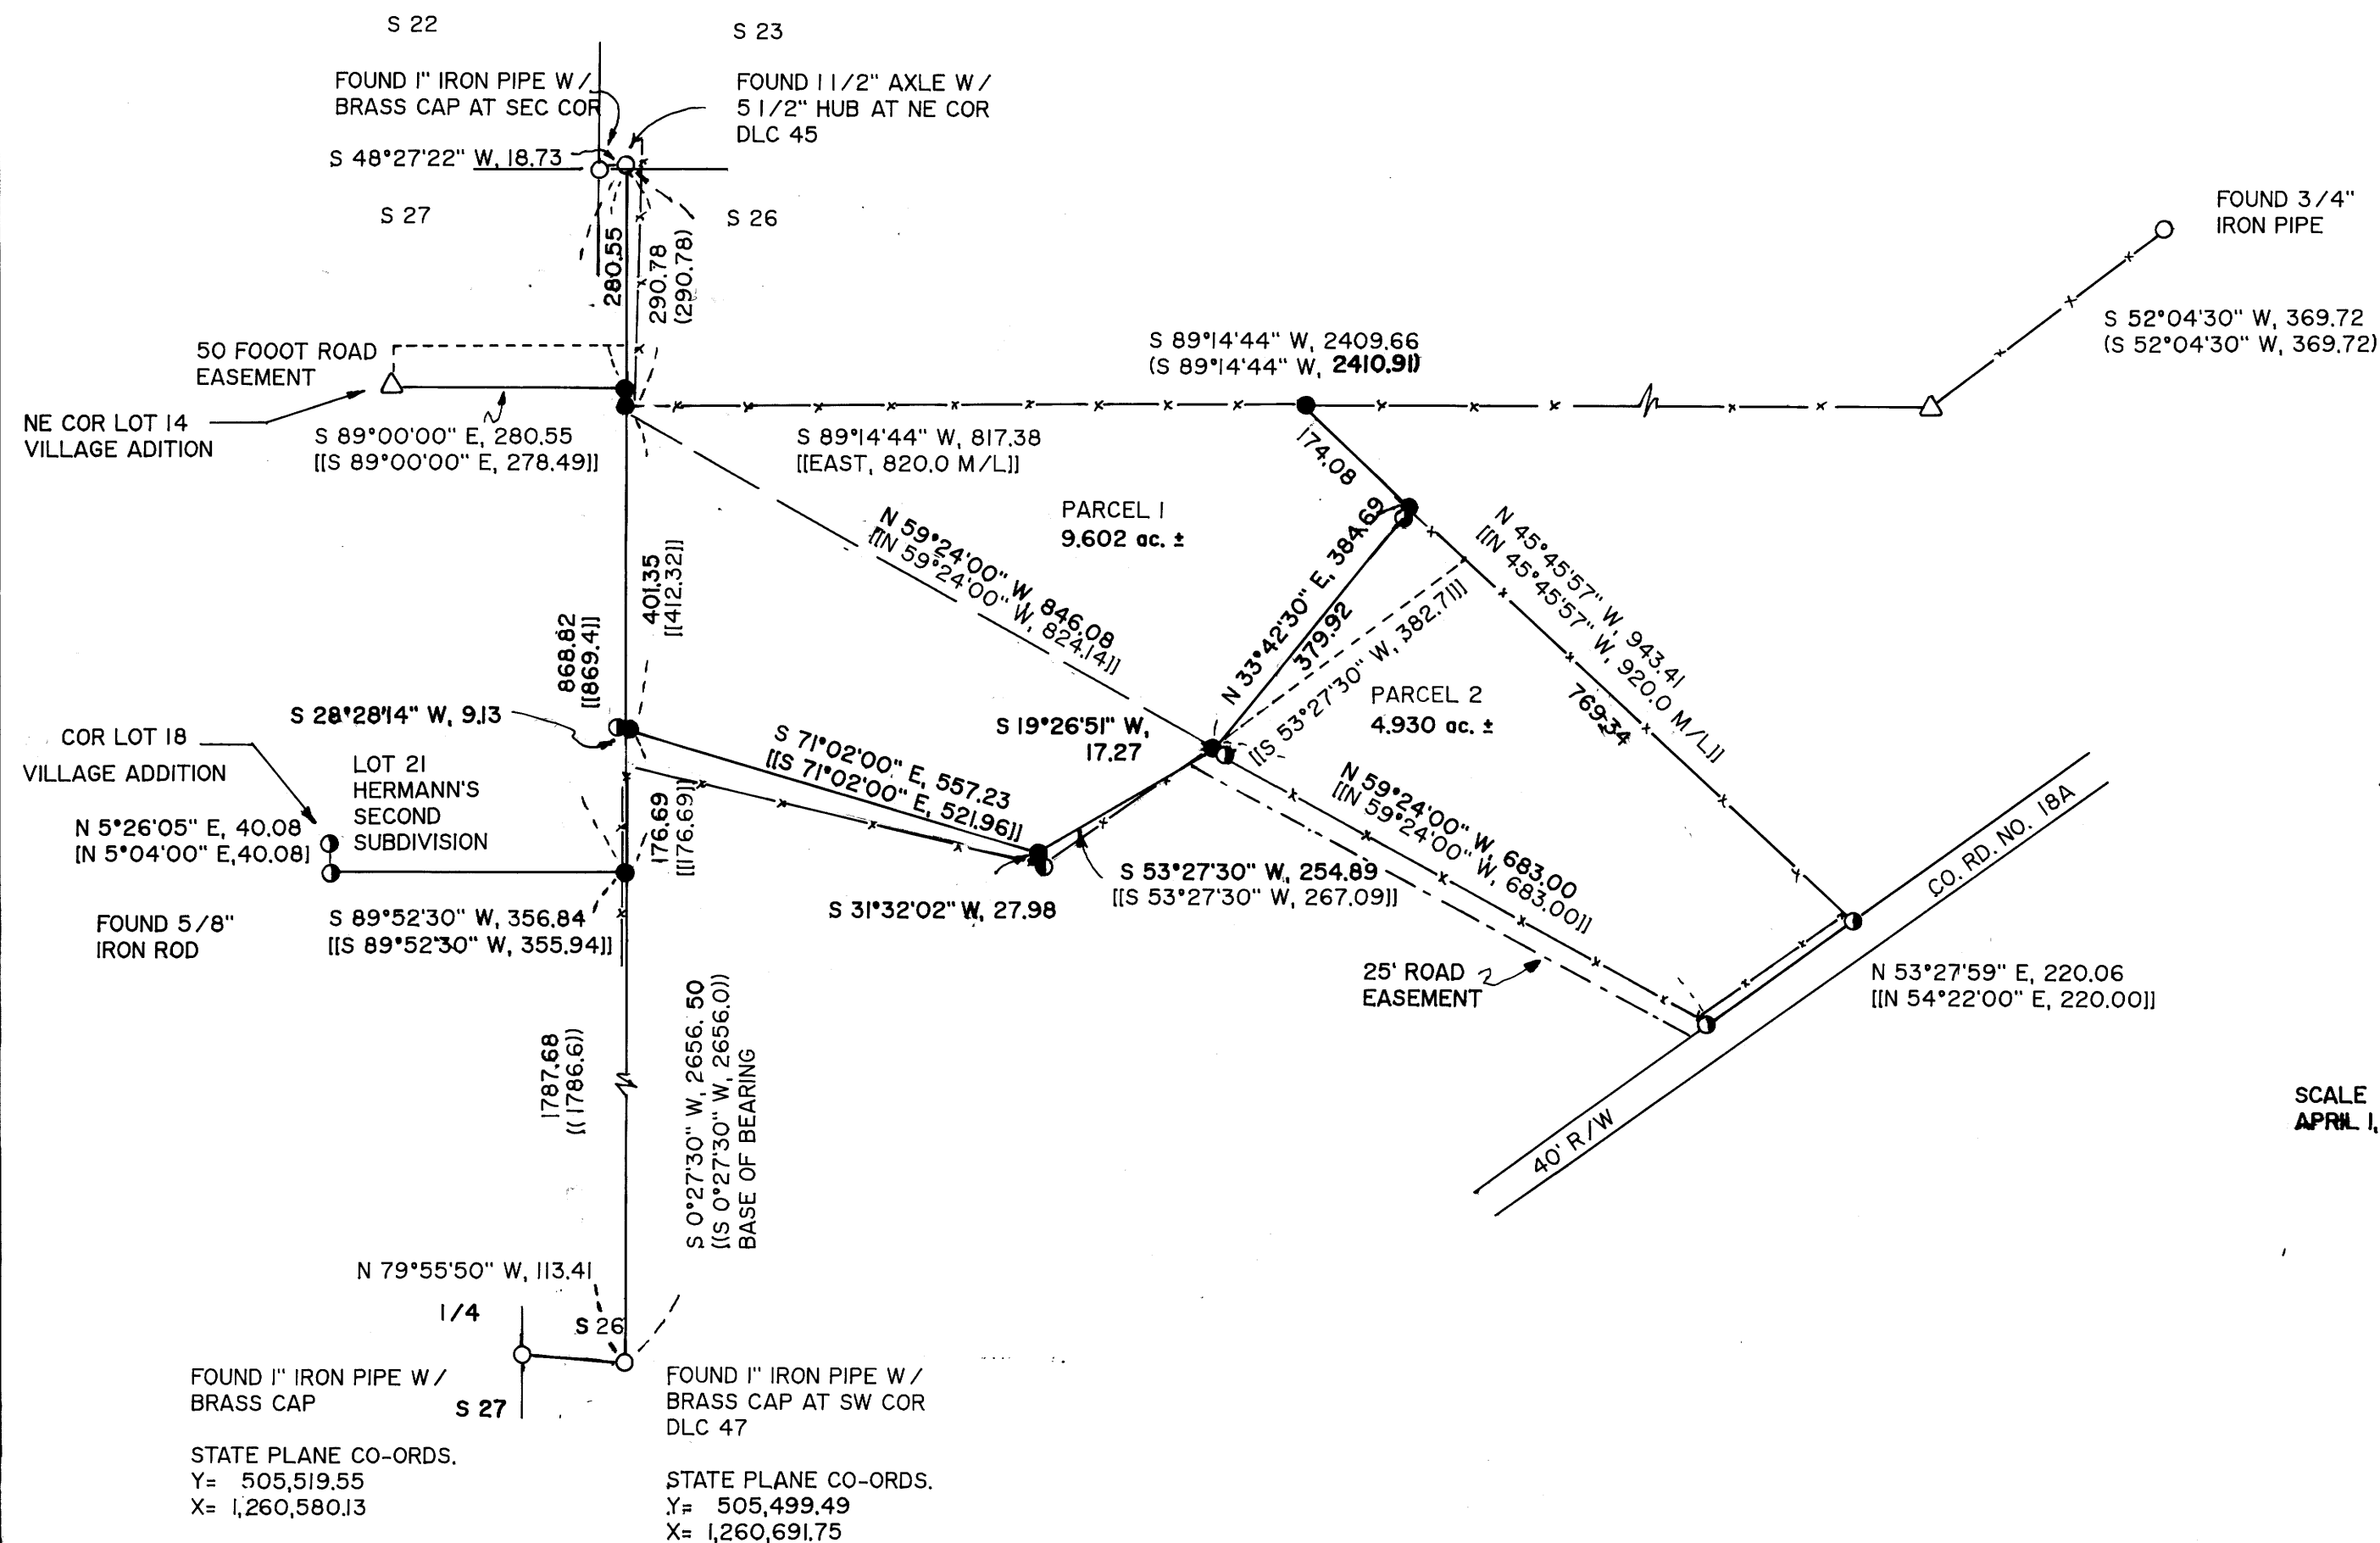 S 22
S 23
FOUND 1" IRON PIPE W/
BRASS CAP AT SEC COR
FOUND 1 1/2" AXLE W/
5 1/2" HUB AT NE COR
DLC 45
S 48°27'22" W, 18.73
S 27
S 26
280.55
290.78
(290.78)
FOUND 3/4"
IRON PIPE
S 52°04'30" W, 369.72
(S 52°04'30" W, 369.72)
50 FOOOT ROAD
EASEMENT
NE COR LOT 14
VILLAGE ADITION
S 89°00'00" E, 280.55
[[S 89°00'00" E, 278.49]]
S 89°14'44" W, 2409.66
(S 89°14'44" W, 2410.91)
S 89°14'44" W, 817.38
[[EAST, 820.0 M/L]]
174.08
PARCEL 1
9.602 ac. ±
N 59°24'00" W, 846.08
[[N 59°24'00" W, 824.14]]
N 33°42'30" E, 384.69
379.92
[[S 53°27'30" W, 382.71]]
N 45°45'57" W, 943.41
[[N 45°45'57" W, 920.0 M/L]]
769.34
401.35
[[412.32]]
868.82
[[869.4]]
PARCEL 2
4.930 ac. ±
S 28°28'14" W, 9.13
S 19°26'51" W,
17.27
COR LOT 18
VILLAGE ADDITION
LOT 21
HERMANN'S
SECOND
SUBDIVISION
S 71°02'00" E, 557.23
[[S 71°02'00" E, 521.96]]
N 59°24'00" W, 683.00
[[N 59°24'00" W, 683.00]]
176.69
[[176.69]]
N 5°26'05" E, 40.08
[N 5°04'00" E, 40.08]
S 53°27'30" W, 254.89
[[S 53°27'30" W, 267.09]]
S 31°32'02" W, 27.98
CO. RD. NO. 18A
FOUND 5/8"
IRON ROD
S 89°52'30" W, 356.84
[[S 89°52'30" W, 355.94]]
25' ROAD
EASEMENT
N 53°27'59" E, 220.06
[[N 54°22'00" E, 220.00]]
1787.68
((1786.6))
S 0°27'30" W, 2656.50
[[S 0°27'30" W, 2656.0))
BASE OF BEARING
40' R/W
SCALE
APRIL 1,
N 79°55'50" W, 113.41
1/4
S 26
S 27
FOUND 1" IRON PIPE W/
BRASS CAP
STATE PLANE CO-ORDS.
Y= 505,519.55
X= 1,260,580.13
FOUND 1" IRON PIPE W/
BRASS CAP AT SW COR
DLC 47
STATE PLANE CO-ORDS.
Y= 505,499.49
X= 1,260,691.75